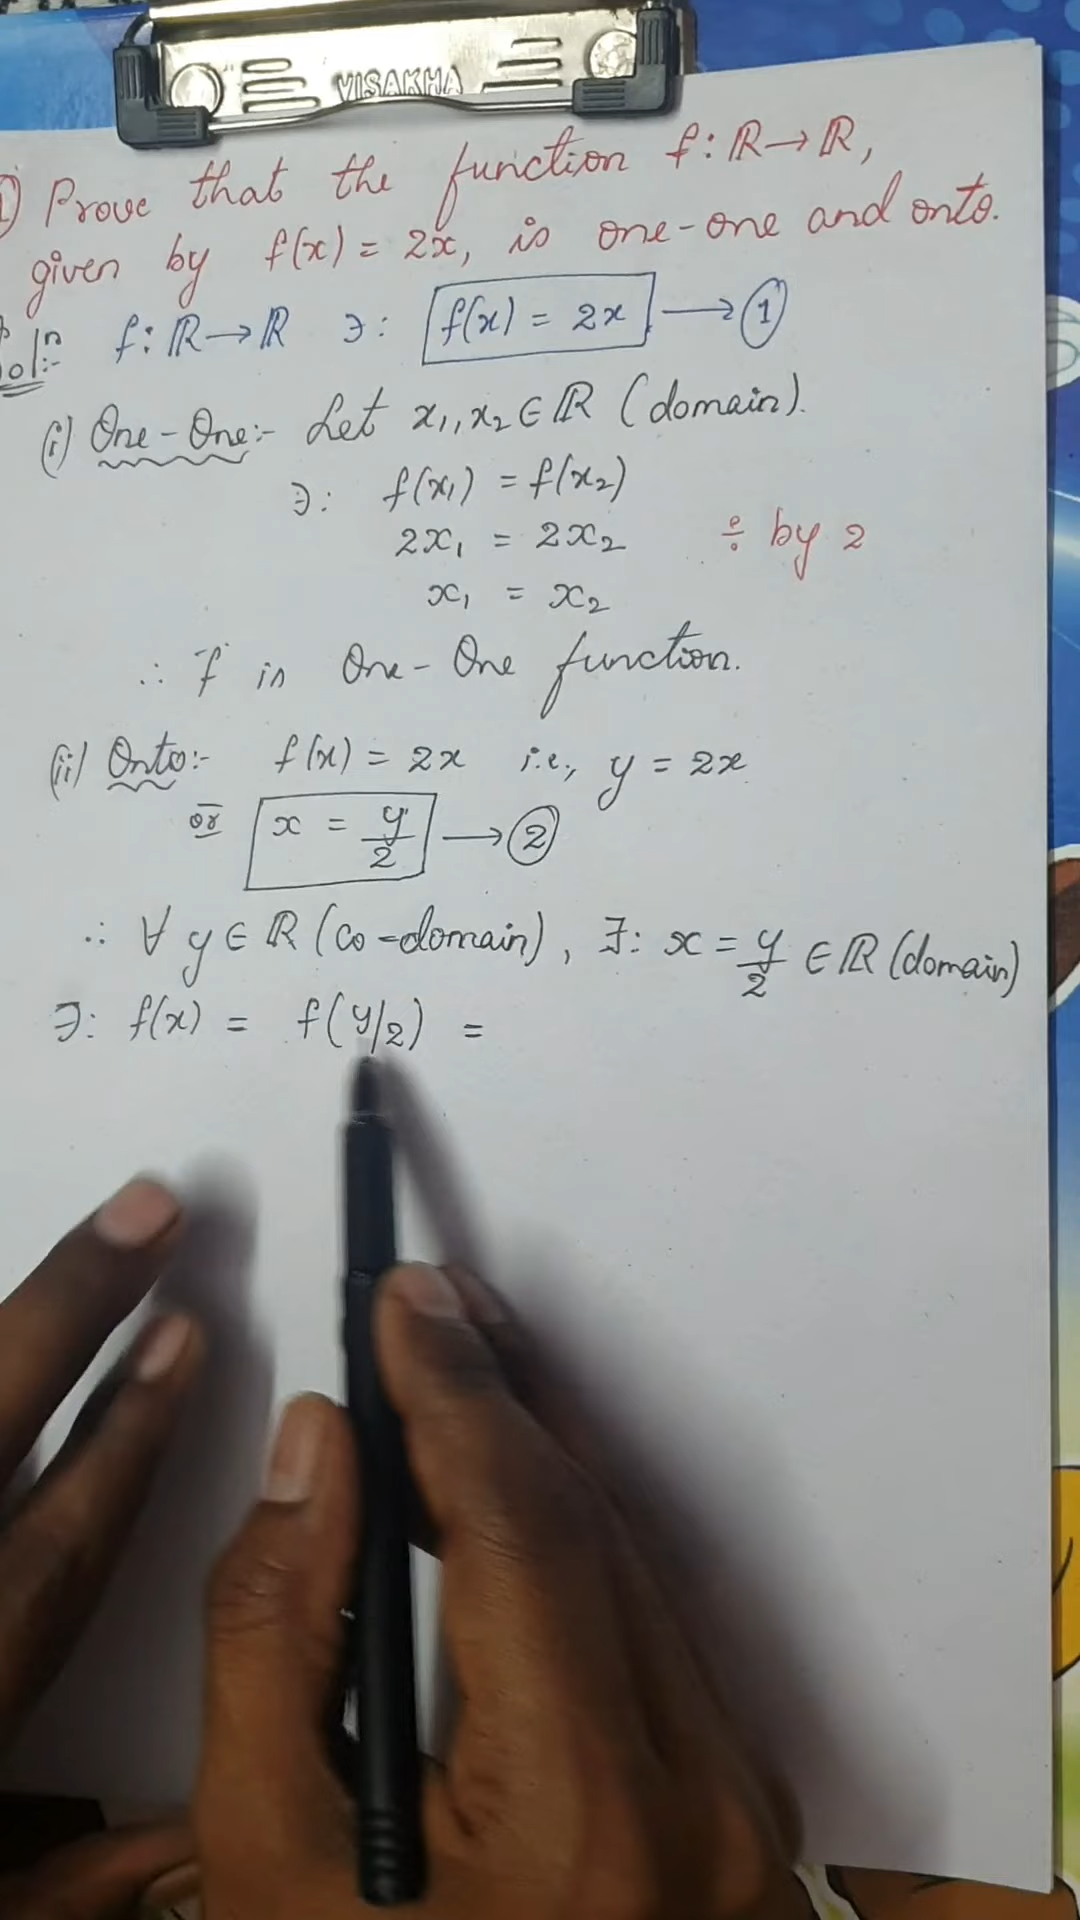 VISAKHA
1) Prove that the function f: ℝ→ℝ,
given by f(x) = 2x, is one-one and onto.
Solⁿ:- f: ℝ→ℝ ∋: f(x) = 2x → ①
(i) One-One:- Let x₁, x₂ ∈ ℝ (domain).
∋: f(x₁) = f(x₂)
2x₁ = 2x₂ ÷ by 2
x₁ = x₂
∴ f is One-One function.
(ii) Onto:- f(x) = 2x i.e., y = 2x
or x = y/2 → ②
∴ ∀ y ∈ ℝ (co-domain), ∃: x = y/2 ∈ ℝ (domain)
∋: f(x) = f(y/2) =